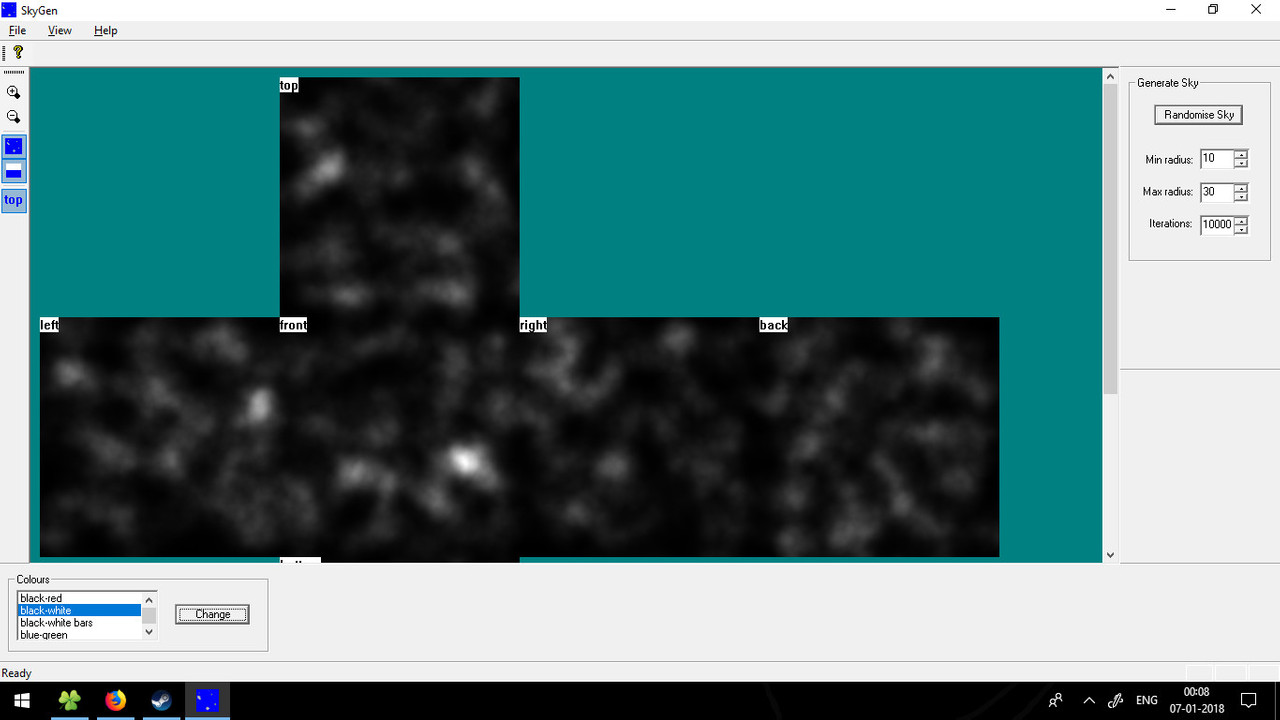 SkyGen
File View Help
top
Generate Sky
Randomise Sky
Min radius: 10
Max radius: 30
Iterations: 10000
top
left front right back
Colours
black-red
black-white
black-white bars
blue-green
Change
Ready
ENG
00:08
07-01-2018